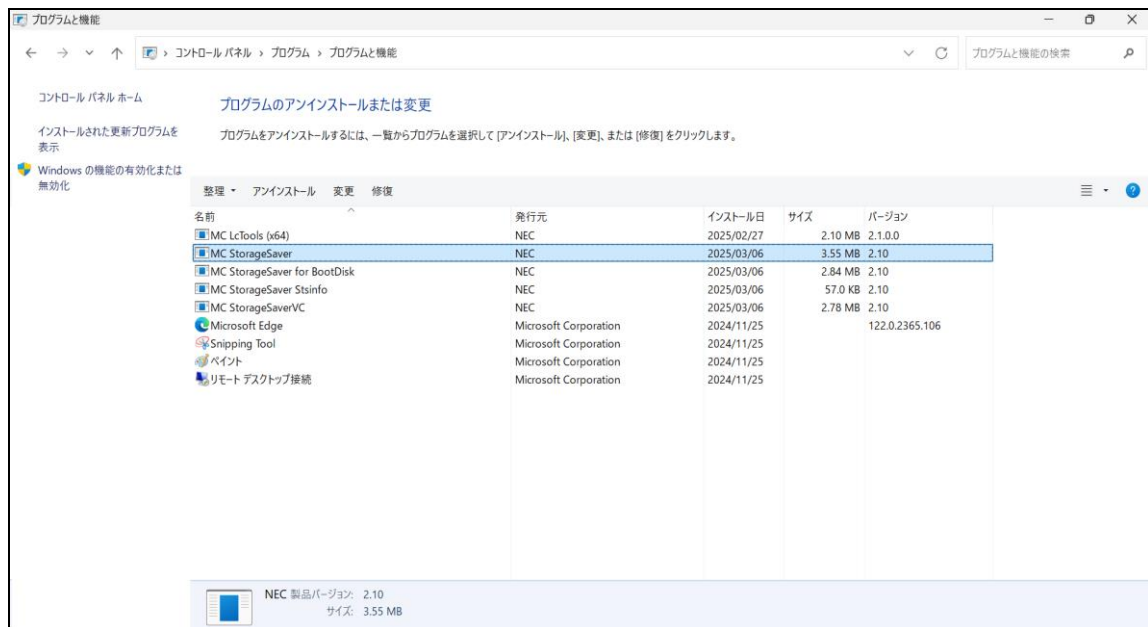 プログラムと機能
コントロール パネル › プログラム › プログラムと機能
プログラムと機能の検索
コントロール パネル ホーム
インストールされた更新プログラムを
表示
Windows の機能の有効化または
無効化
プログラムのアンインストールまたは変更
プログラムをアンインストールするには、一覧からプログラムを選択して [アンインストール]、[変更]、または [修復] をクリックします。
整理 アンインストール 変更 修復
名前 発行元 インストール日 サイズ バージョン
MC LcTools (x64) NEC 2025/02/27 2.10 MB 2.1.0.0
MC StorageSaver NEC 2025/03/06 3.55 MB 2.10
MC StorageSaver for BootDisk NEC 2025/03/06 2.84 MB 2.10
MC StorageSaver Stsinfo NEC 2025/03/06 57.0 KB 2.10
MC StorageSaverVC NEC 2025/03/06 2.78 MB 2.10
Microsoft Edge Microsoft Corporation 2024/11/25 122.0.2365.106
Snipping Tool Microsoft Corporation 2024/11/25
ペイント Microsoft Corporation 2024/11/25
リモート デスクトップ接続 Microsoft Corporation 2024/11/25
NEC 製品バージョン: 2.10
サイズ: 3.55 MB